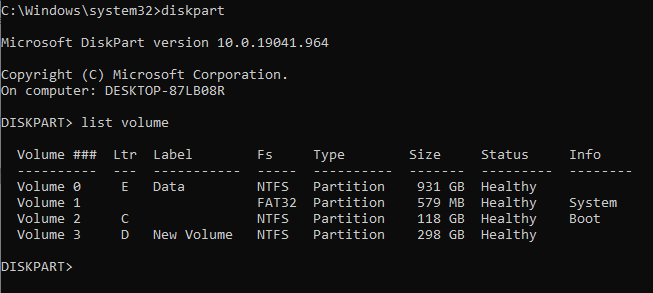 C:\Windows\system32>diskpart
Microsoft DiskPart version 10.0.19041.964
Copyright (C) Microsoft Corporation.
On computer: DESKTOP-87LB08R
DISKPART> list volume
  Volume ###  Ltr  Label        Fs     Type        Size     Status     Info
  ----------  ---  -----------  -----  ----------  -------  ---------  --------
  Volume 0     E   Data         NTFS   Partition    931 GB  Healthy
  Volume 1                      FAT32  Partition    579 MB  Healthy    System
  Volume 2     C                NTFS   Partition    118 GB  Healthy    Boot
  Volume 3     D   New Volume   NTFS   Partition    298 GB  Healthy
DISKPART>